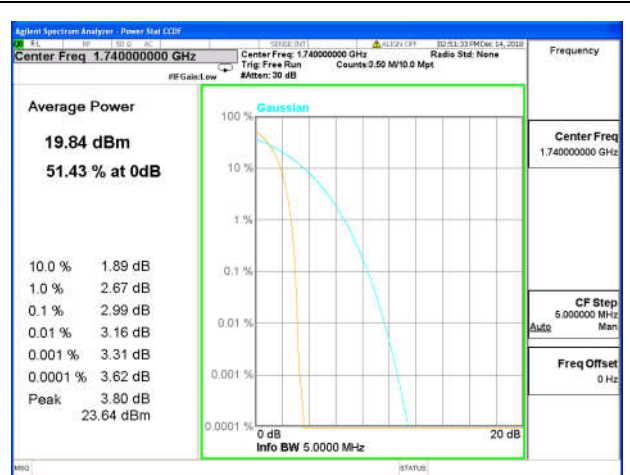 Agilent Spectrum Analyzer - Power Stat CCDF
RL RF 50 Ω AC SENSE:INT ALIGN OFF 02:51:33 PM Dec 14, 2018
Center Freq 1.740000000 GHz
Center Freq: 1.740000000 GHz Radio Std: None
Trig: Free Run Counts:3.50 M/10.0 Mpt
#IFGain:Low #Atten: 30 dB
Frequency
Average Power
19.84 dBm
51.43 % at 0dB
10.0 % 1.89 dB
1.0 % 2.67 dB
0.1 % 2.99 dB
0.01 % 3.16 dB
0.001 % 3.31 dB
0.0001 % 3.62 dB
Peak 3.80 dB
23.64 dBm
Gaussian
100 %
10 %
1 %
0.1 %
0.01 %
0.001 %
0.0001 %
0 dB 20 dB
Info BW 5.0000 MHz
Center Freq
1.740000000 GHz
CF Step
5.000000 MHz
Auto Man
Freq Offset
0 Hz
MSG STATUS